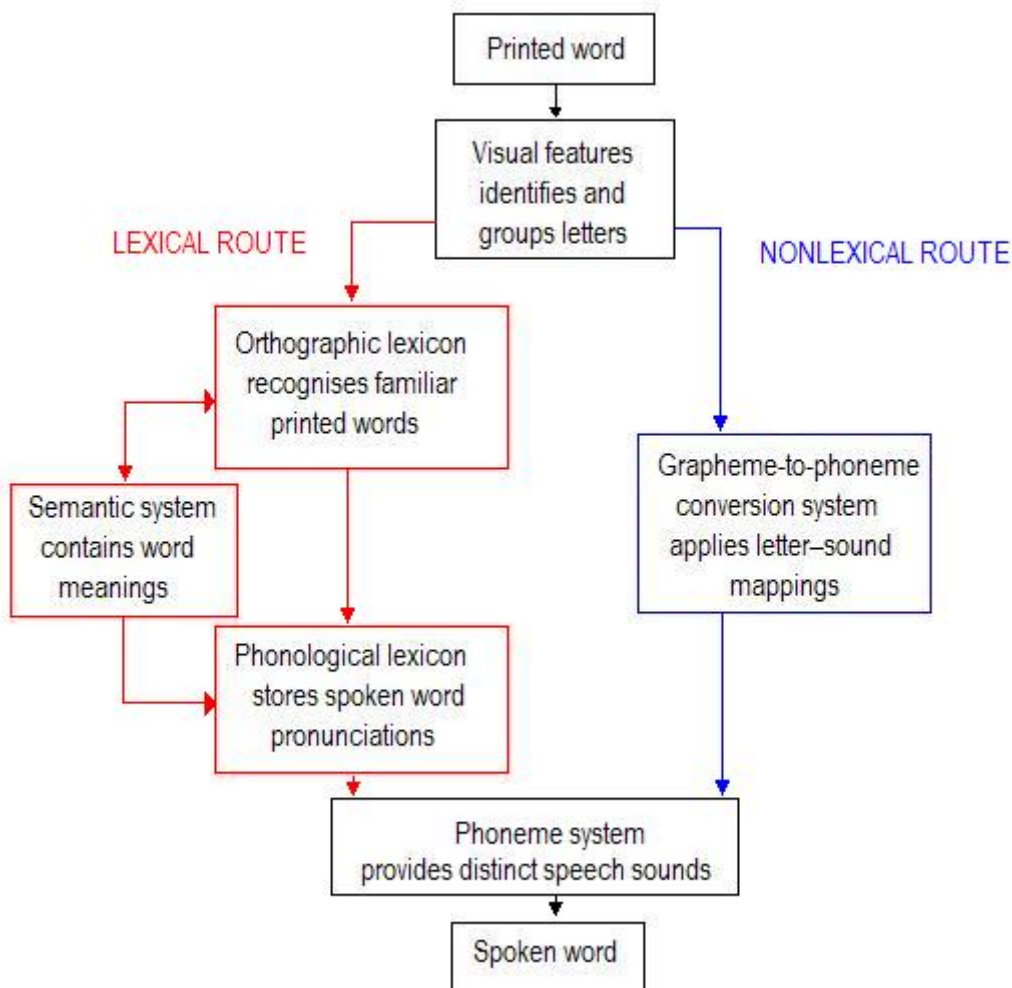 Printed word
Visual features
identifies and
groups letters
LEXICAL ROUTE
NONLEXICAL ROUTE
Orthographic lexicon
recognises familiar
printed words
Semantic system
contains word
meanings
Grapheme-to-phoneme
conversion system
applies letter–sound
mappings
Phonological lexicon
stores spoken word
pronunciations
Phoneme system
provides distinct speech sounds
Spoken word